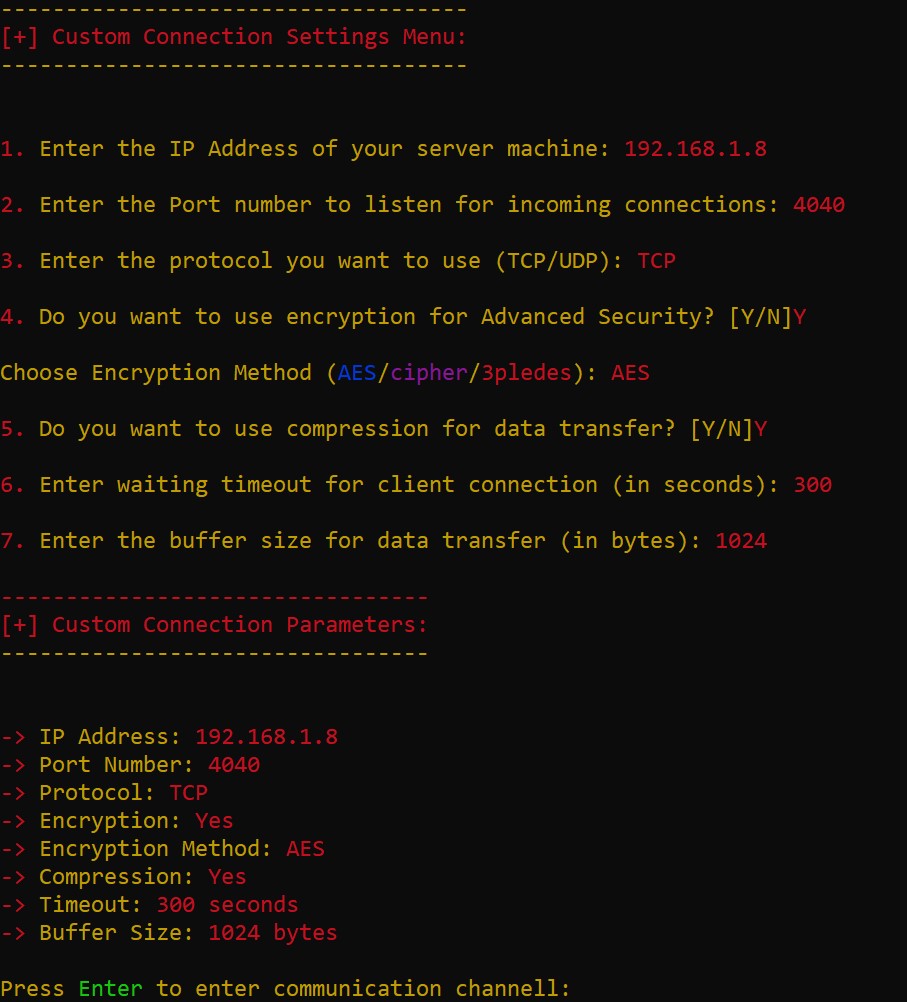 ------------------------------------
[+] Custom Connection Settings Menu:
------------------------------------
1. Enter the IP Address of your server machine: 192.168.1.8
2. Enter the Port number to listen for incoming connections: 4040
3. Enter the protocol you want to use (TCP/UDP): TCP
4. Do you want to use encryption for Advanced Security? [Y/N]Y
Choose Encryption Method (AES/cipher/3pledes): AES
5. Do you want to use compression for data transfer? [Y/N]Y
6. Enter waiting timeout for client connection (in seconds): 300
7. Enter the buffer size for data transfer (in bytes): 1024
---------------------------------
[+] Custom Connection Parameters:
---------------------------------
-> IP Address: 192.168.1.8
-> Port Number: 4040
-> Protocol: TCP
-> Encryption: Yes
-> Encryption Method: AES
-> Compression: Yes
-> Timeout: 300 seconds
-> Buffer Size: 1024 bytes
Press Enter to enter communication channell: